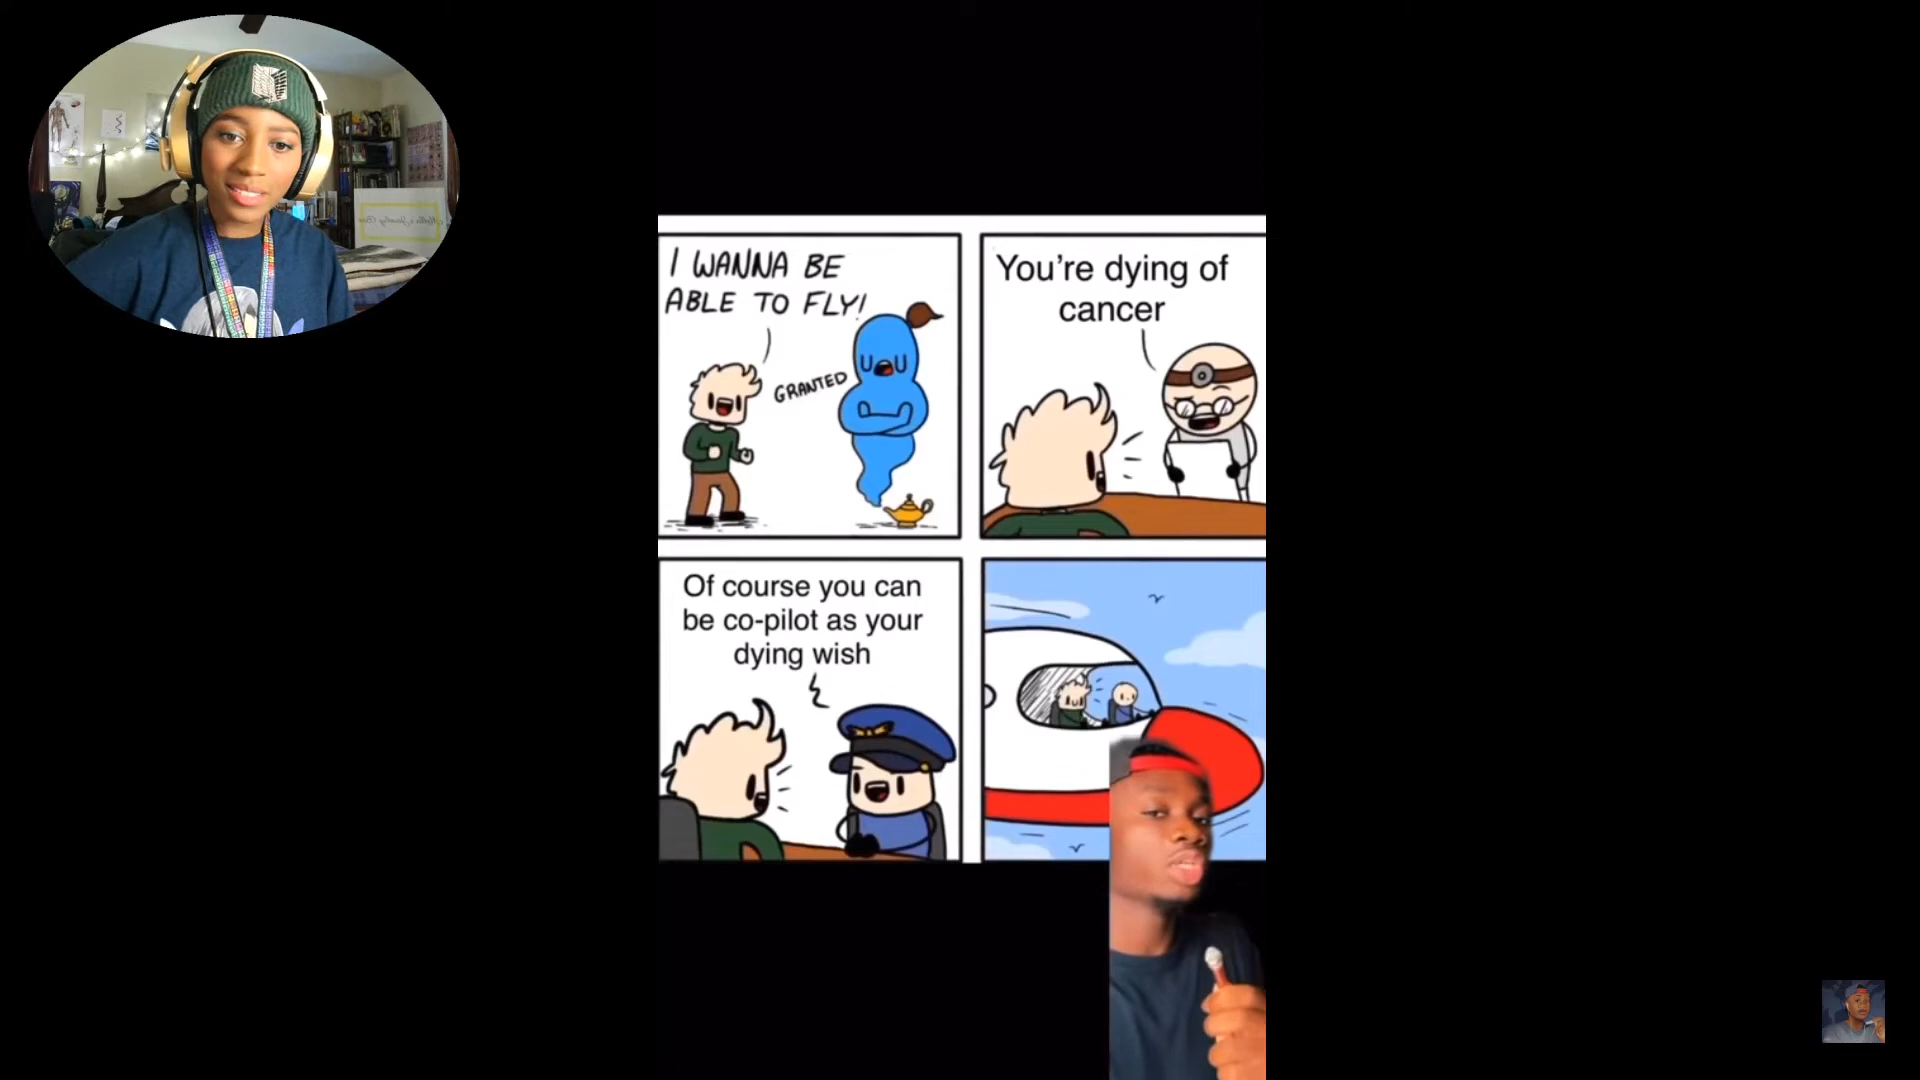 I WANNA BE
ABLE TO FLY!
GRANTED
You're dying of
cancer
Of course you can
be co-pilot as your
dying wish